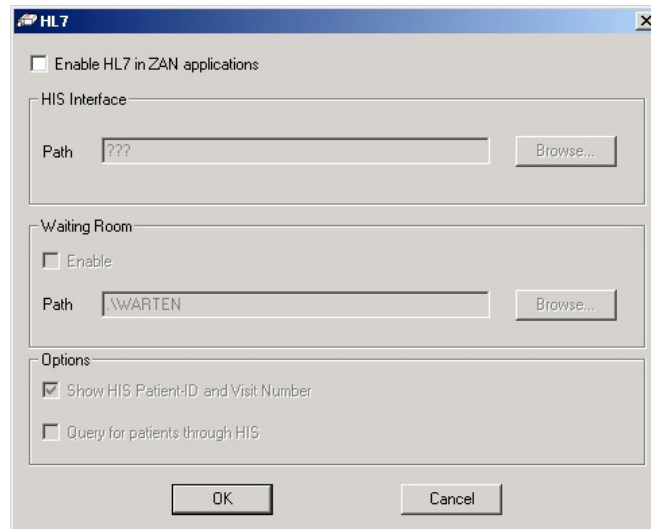 HL7
Enable HL7 in ZAN applications
HIS Interface
Path ??? Browse...
Waiting Room
Enable
Path .\WARTEN Browse...
Options
Show HIS Patient-ID and Visit Number
Query for patients through HIS
OK Cancel